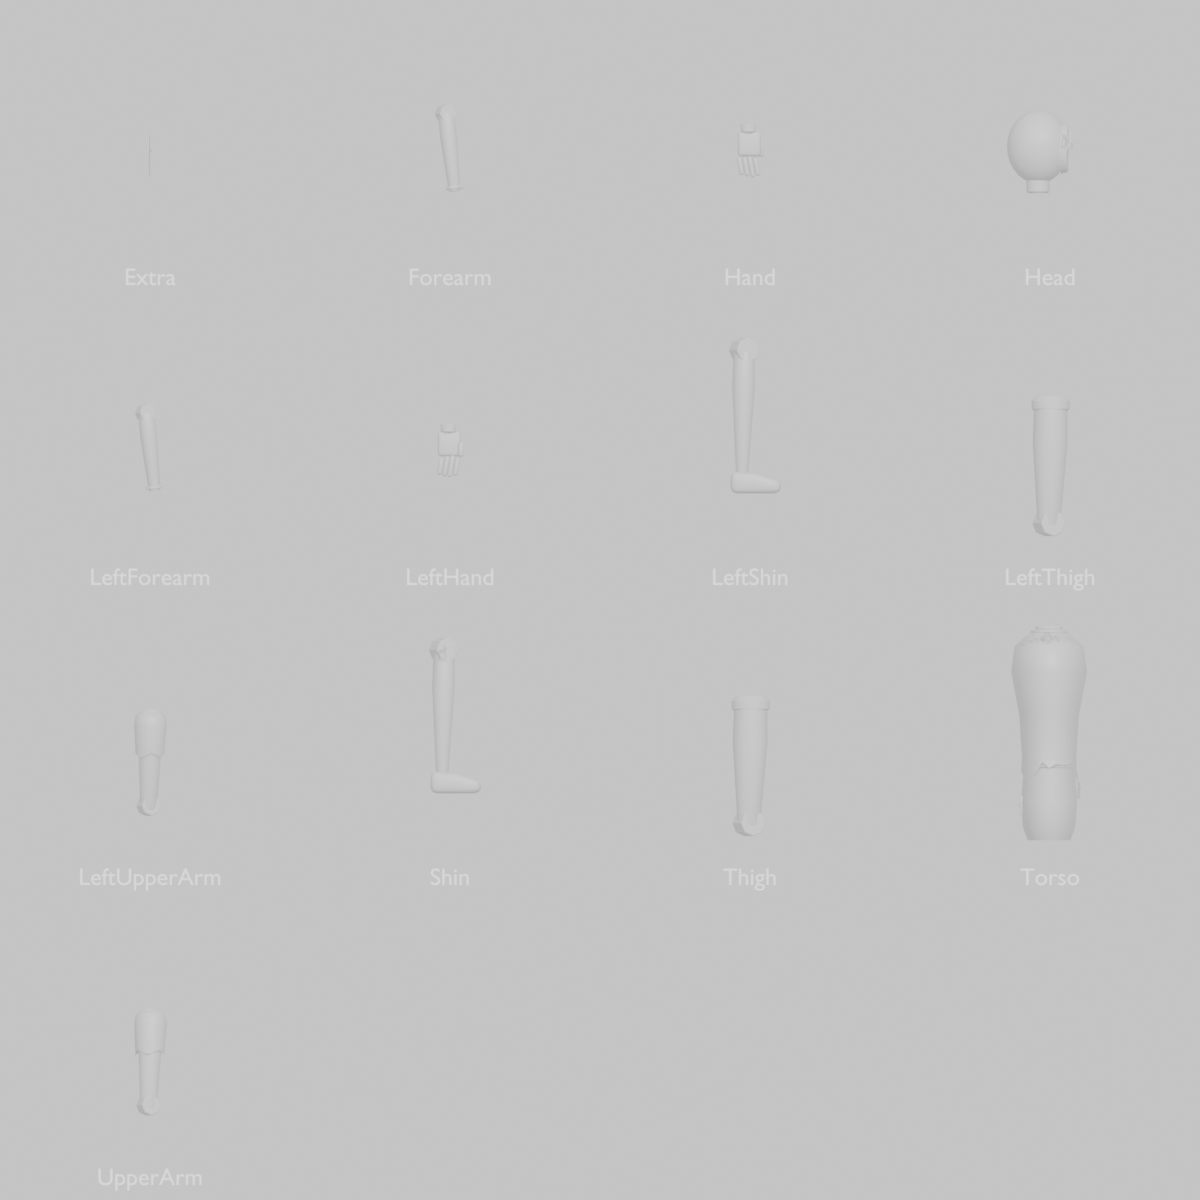 Extra
Forearm
Hand
Head
LeftForearm
LeftHand
LeftShin
LeftThigh
LeftUpperArm
Shin
Thigh
Torso
UpperArm